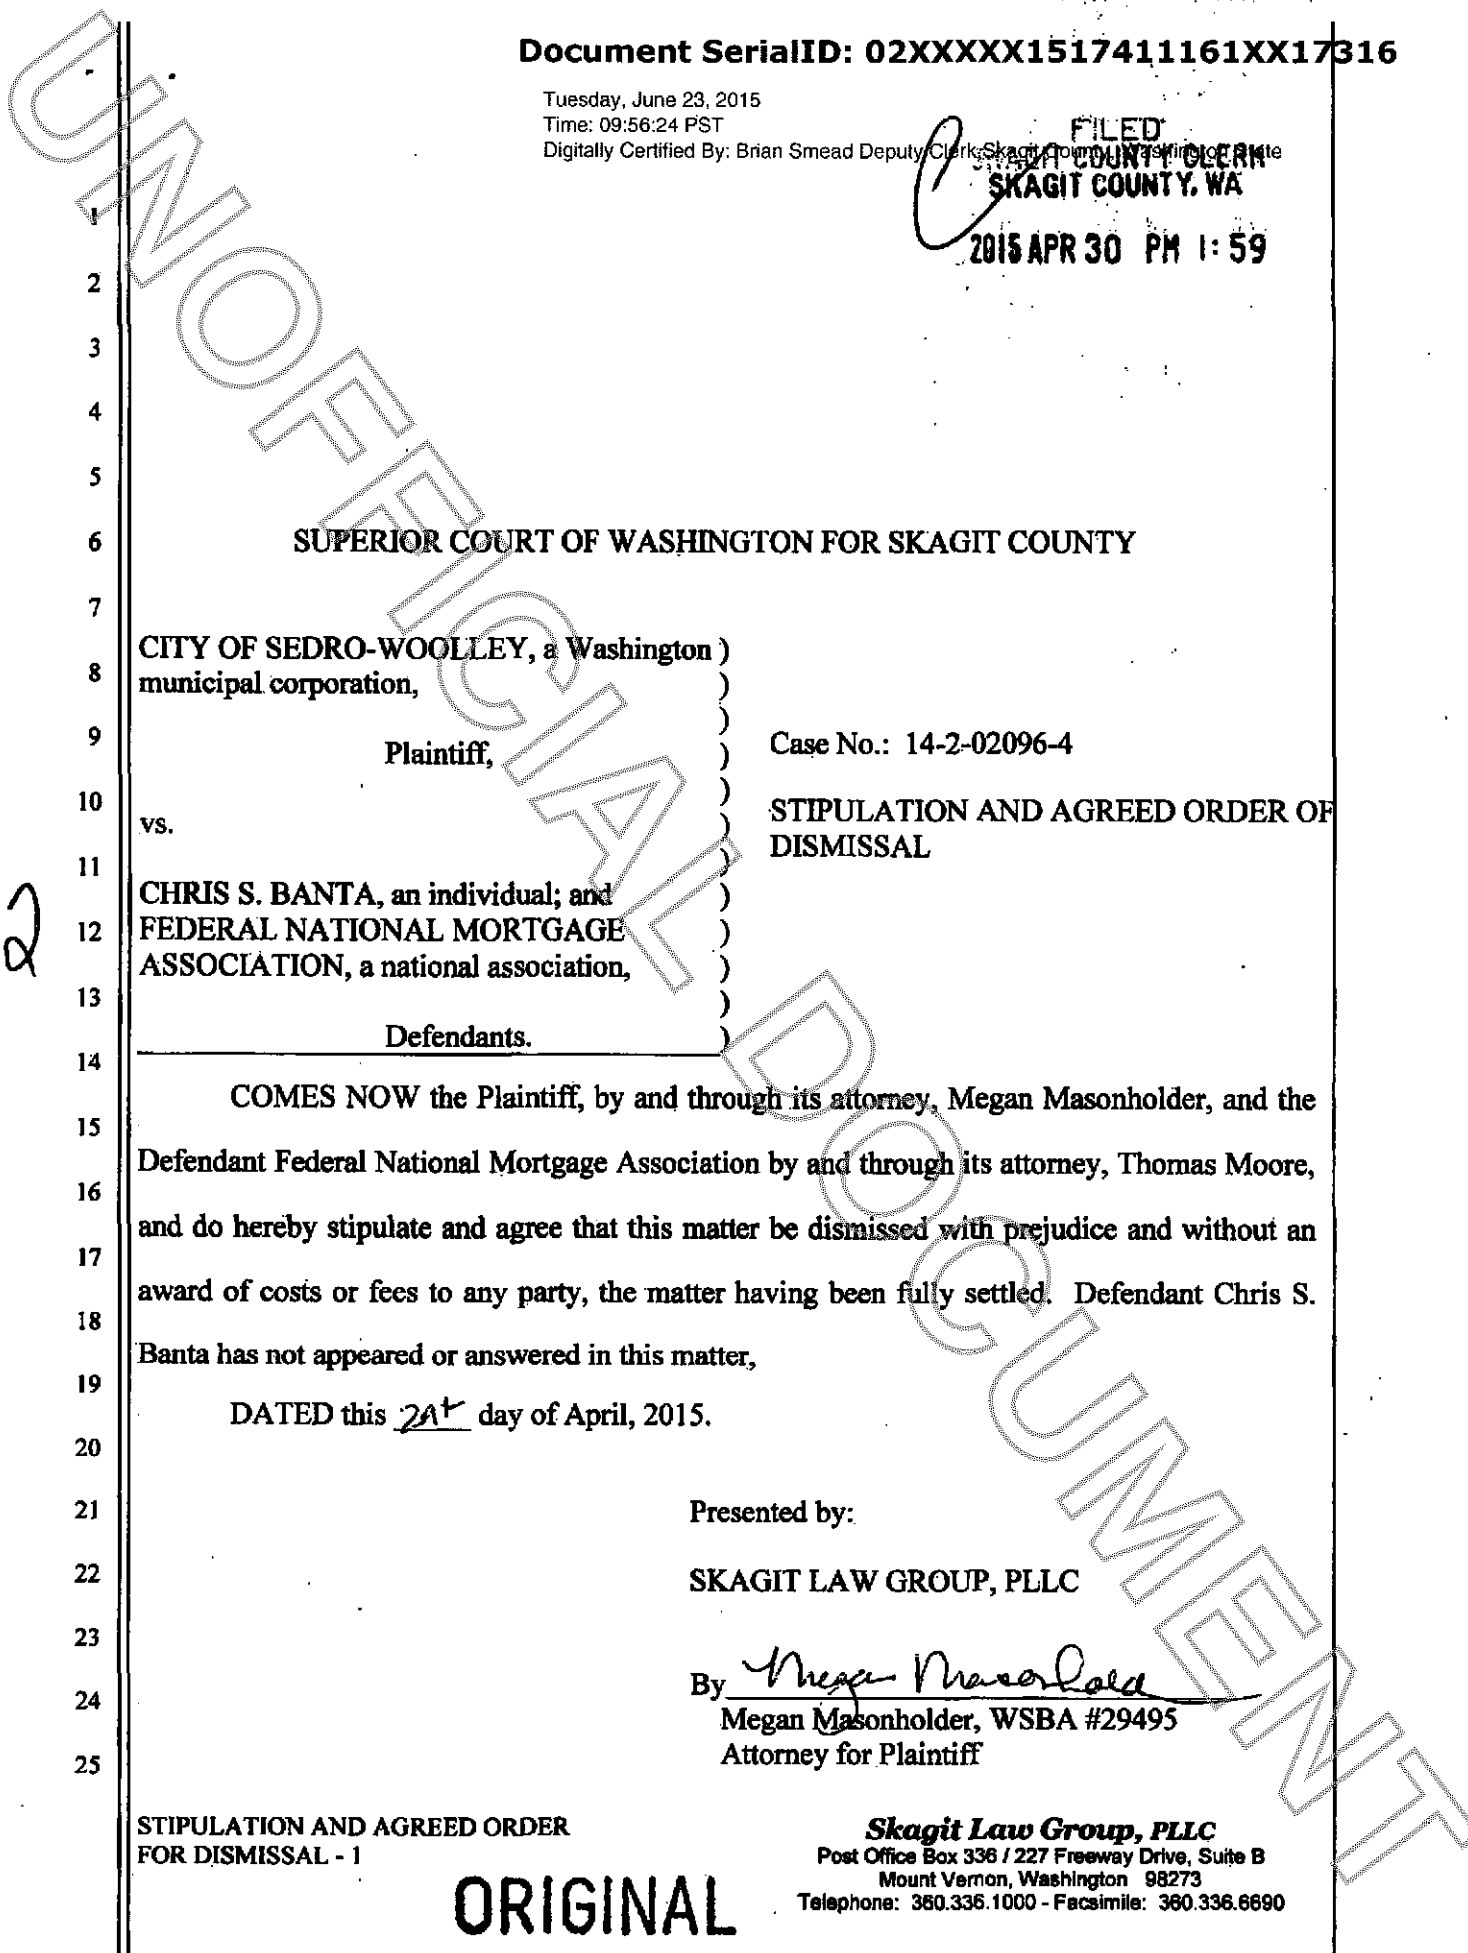 Document SerialID: 02XXXXX1517411161XX17316
Tuesday, June 23, 2015
Time: 09:56:24 PST
Digitally Certified By: Brian Smead Deputy Clerk, Skagit County, Washington State
FILED
SKAGIT COUNTY CLERK
SKAGIT COUNTY, WA
2015 APR 30 PM 1:59
1
2
3
4
5
6 SUPERIOR COURT OF WASHINGTON FOR SKAGIT COUNTY
7
CITY OF SEDRO-WOOLLEY, a Washington )
8 municipal corporation, )
)
9 Plaintiff, ) Case No.: 14-2-02096-4
)
10 vs. ) STIPULATION AND AGREED ORDER OF
11 ) DISMISSAL
CHRIS S. BANTA, an individual; and )
2
12 FEDERAL NATIONAL MORTGAGE )
ASSOCIATION, a national association, )
13 )
Defendants. )
14
COMES NOW the Plaintiff, by and through its attorney, Megan Masonholder, and the
15
Defendant Federal National Mortgage Association by and through its attorney, Thomas Moore,
16
and do hereby stipulate and agree that this matter be dismissed with prejudice and without an
17
award of costs or fees to any party, the matter having been fully settled. Defendant Chris S.
18
Banta has not appeared or answered in this matter,
19
DATED this day of April, 2015.
20
21 Presented by:
22 SKAGIT LAW GROUP, PLLC
23
By Megan Masonhold
24 Megan Masonholder, WSBA #29495
25 Attorney for Plaintiff
STIPULATION AND AGREED ORDER
FOR DISMISSAL - 1
ORIGINAL
Skagit Law Group, PLLC
Post Office Box 336 / 227 Freeway Drive, Suite B
Mount Vernon, Washington 98273
Telephone: 360.336.1000 - Facsimile: 360.336.6690
UNOFFICIAL DOCUMENT